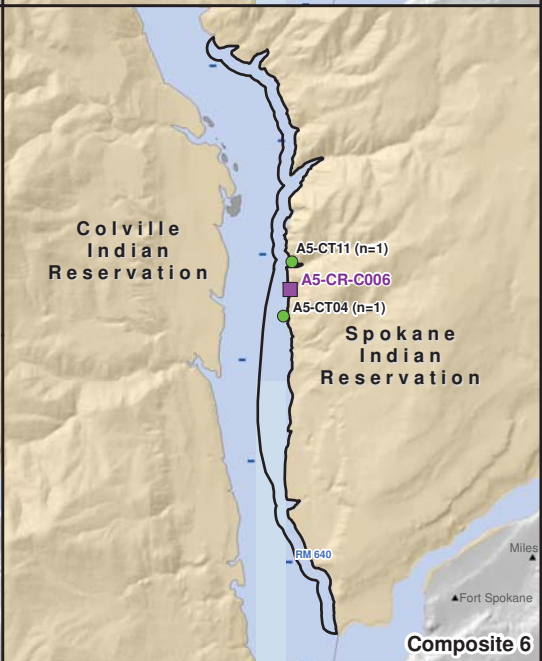 Colville
Indian
Reservation
A5-CT11 (n=1)
A5-CR-C006
A5-CT04 (n=1)
Spokane
Indian
Reservation
RM 640
Miles
Fort Spokane
Composite 6